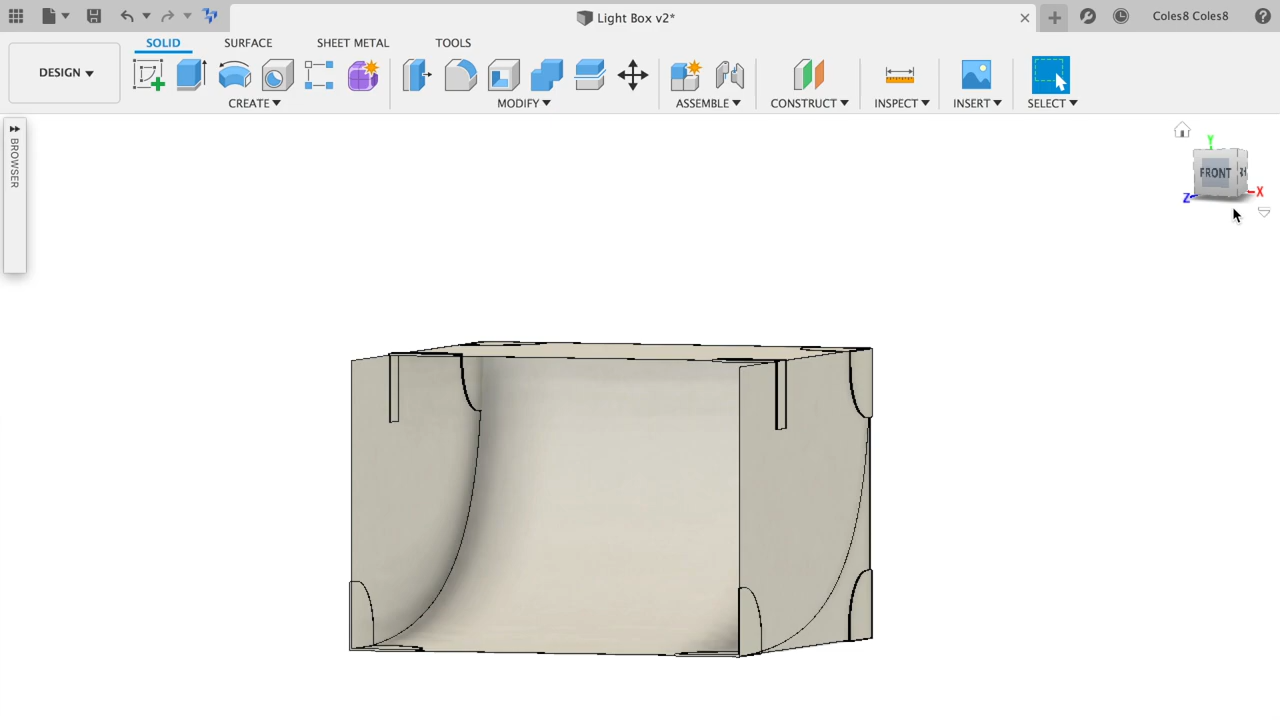 Light Box v2*
Coles8 Coles8
SOLID
SURFACE
SHEET METAL
TOOLS
DESIGN
CREATE
MODIFY
ASSEMBLE
CONSTRUCT
INSPECT
INSERT
SELECT
BROWSER
Y
FRONT
X
Z